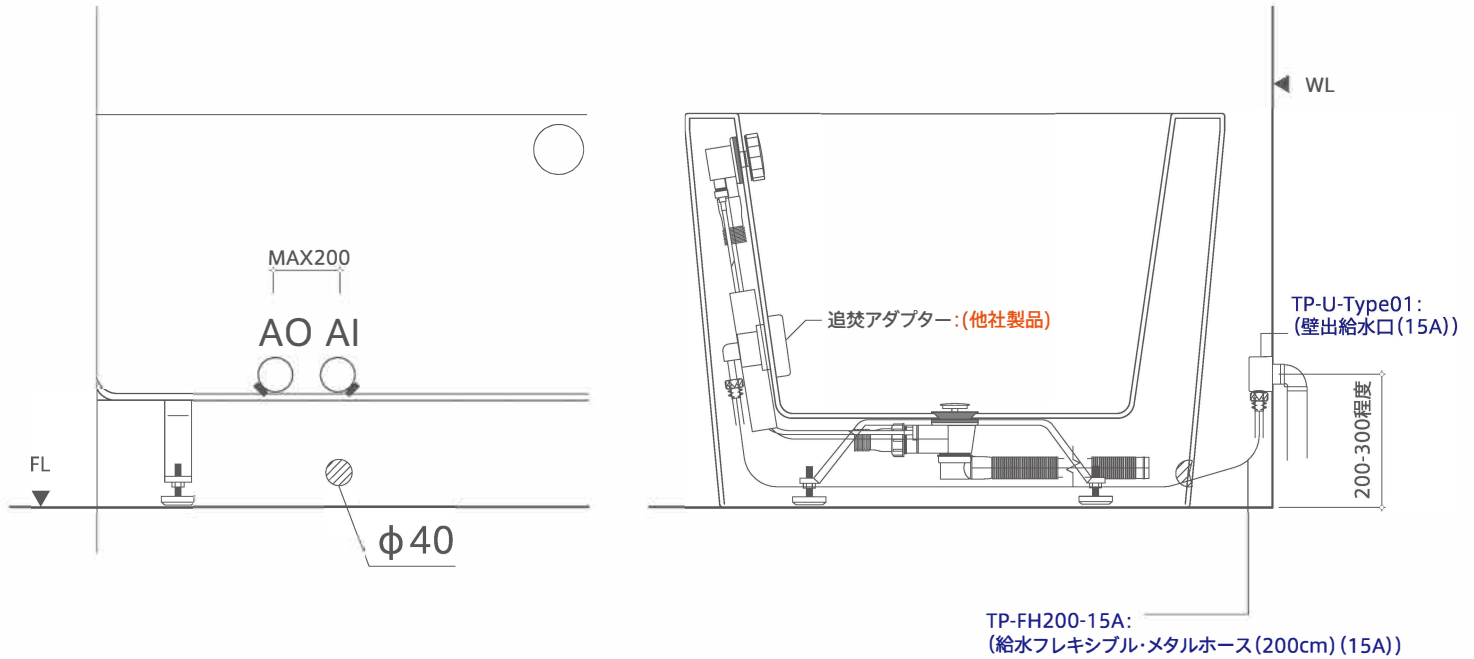 WL
MAX200
AO AI
追焚アダプター:(他社製品)
TP-U-Type01:
(壁出給水口(15A))
200-300程度
FL
φ40
TP-FH200-15A:
(給水フレキシブル・メタルホース(200cm)(15A))